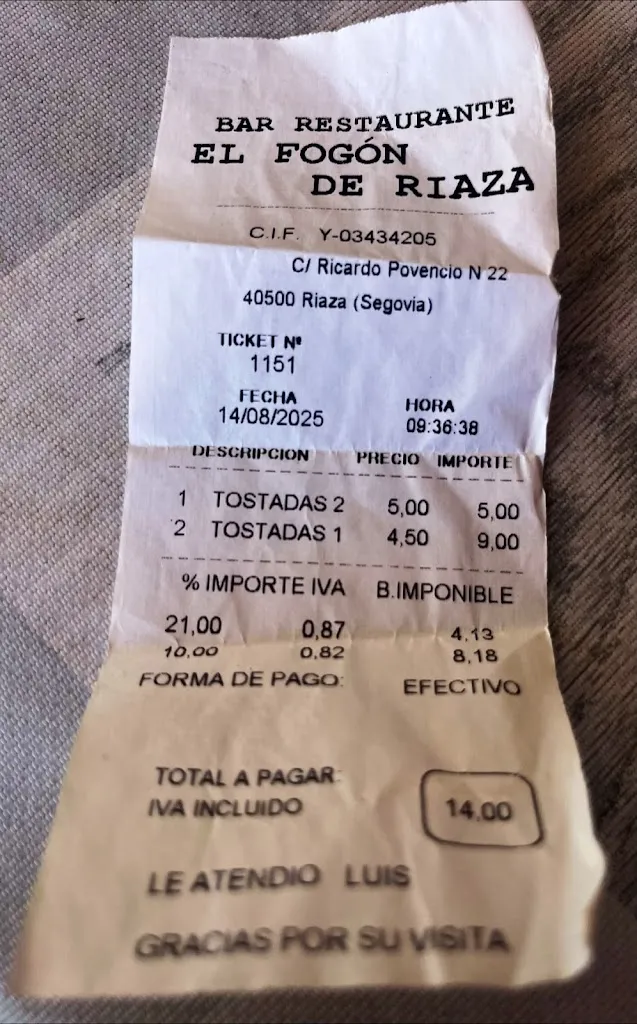 BAR RESTAURANTE
EL FOGÓN
DE RIAZA
C.I.F. Y-03434205
C/ Ricardo Povencio N 22
40500 Riaza (Segovia)
TICKET Nº
1151
FECHA HORA
14/08/2025 09:36:38
DESCRIPCION PRECIO IMPORTE
1 TOSTADAS 2 5,00 5,00
2 TOSTADAS 1 4,50 9,00
% IMPORTE IVA B.IMPONIBLE
21,00 0,87 4,13
10,00 0,82 8,18
FORMA DE PAGO: EFECTIVO
TOTAL A PAGAR:
IVA INCLUIDO 14,00
LE ATENDIO LUIS
GRACIAS POR SU VISITA